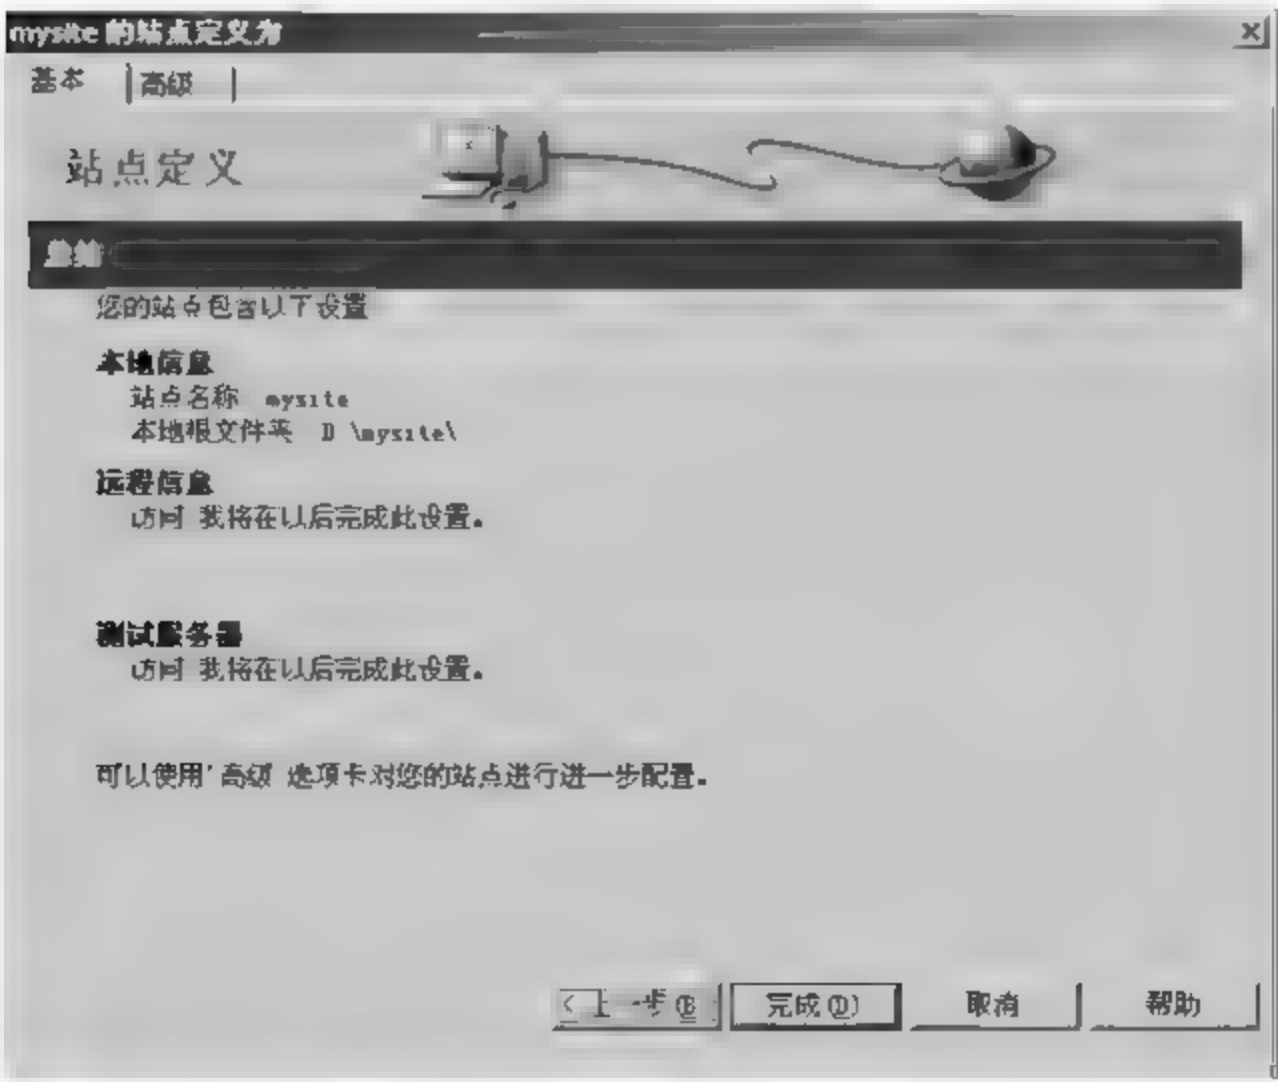 mysite 的站点定义为
基本 高级
站点定义
总结
您的站点包含以下设置
本地信息
站点名称 mysite
本地根文件夹 D \mysite\
远程信息
访问 我将在以后完成此设置。
测试服务器
访问 我将在以后完成此设置。
可以使用'高级 选项卡对您的站点进行进一步配置。
< 上一步(B 完成(D) 取消 帮助